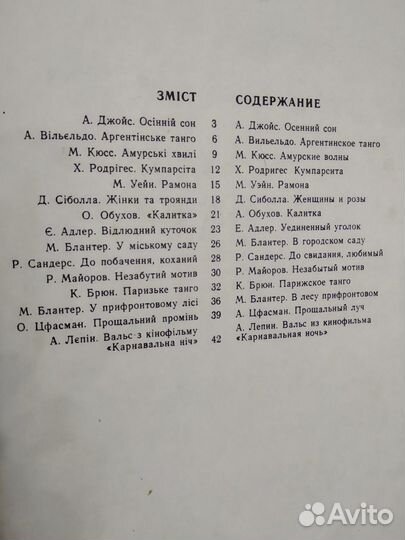 ЗМІСТ СОДЕРЖАНИЕ
А. Джойс. Осінній сон 3 А. Джойс. Осенний сон
А. Вільєльдо. Аргентінське танго 6 А. Вильельдо. Аргентинское танго
М. Кюсс. Амурські хвилі 9 М. Кюсс. Амурские волны
Х. Родрігес. Кумпарсіта 12 Х. Родригес. Кумпарсита
М. Уейн. Рамона 15 М. Уэйн. Рамона
Д. Сіболла. Жінки та троянди 18 Д. Сиболла. Женщины и розы
О. Обухов. «Калитка» 21 А. Обухов. Калитка
Є. Адлер. Відлюдний куточок 23 Е. Адлер. Уединенный уголок
М. Блантер. У міському саду 26 М. Блантер. В городском саду
Р. Сандерс. До побачення, коханий 28 Р. Сандерс. До свидания, любимый
Р. Майоров. Незабутий мотив 30 Р. Майоров. Незабытый мотив
К. Брюн. Паризьке танго 32 К. Брюн. Парижское танго
М. Блантер. У прифронтовому лісі 36 М. Блантер. В лесу прифронтовом
О. Цфасман. Прощальний промінь 39 А. Цфасман. Прощальный луч
А. Лєпін. Вальс з кінофільму А. Лепин. Вальс из кинофильма
«Карнавальна ніч» 42 «Карнавальная ночь»
Avito